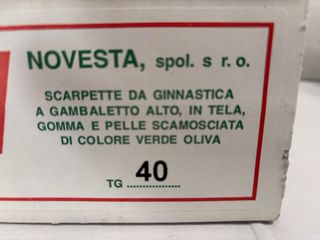 NOVESTA, spol. s r. o.
SCARPETTE DA GINNASTICA
A GAMBALETTO ALTO, IN TELA,
GOMMA E PELLE SCAMOSCIATA
DI COLORE VERDE OLIVA
TG ................. 40